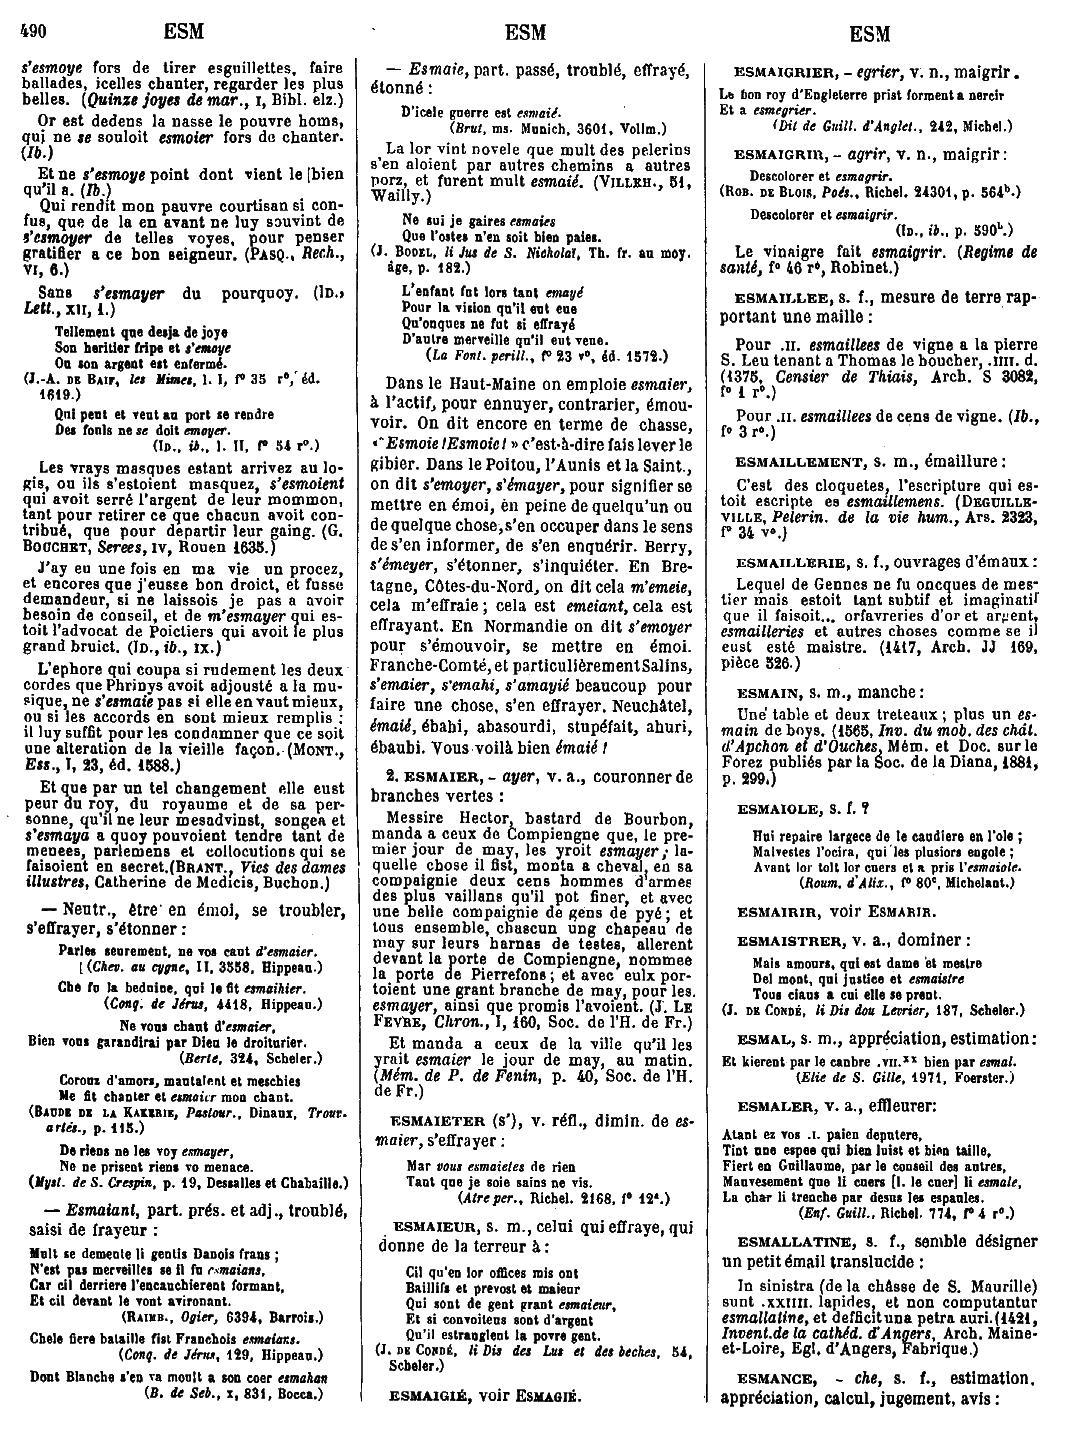 490 ESM ESM ESM
s'esmoye fors de tirer esguillettes, faire
ballades, icelles chanter, regarder les plus
belles. (Quinze joyes de mar., I, Bibl. elz.)
Or est dedens la nasse le pouvre homs,
qui ne se souloit esmoier fors de chanter.
(Ib.)
Et ne s'esmoye point dont vient le [bien
qu'il a. (Ib.)
Qui rendit mon pauvre courtisan si con-
fus, que de la en avant ne luy souvint de
s'esmoyer de telles voyes, pour penser
gratifier a ce bon seigneur. (PASQ., Rech.,
VI, 6.)
Sans s'esmayer du pourquoy. (ID.,
Lett., XII, 1.)
Tellement que desja de joye
Son heritier fripe et s'emoye
Ou son argent est enfermé.
(J.-A. DE BAIF, les Mimes, l. I, f° 35 r°, éd.
1619.)
Qui peut et veut au port se rendre
Des fonls ne se doit emoyer.
(ID., ib., l. II, f° 54 r°.)
Les vrays masques estant arrivez au lo-
gis, ou ils s'estoient masquez, s'esmoient
qui avoit serré l'argent de leur mommon,
tant pour retirer ce que chacun avoit con-
tribué, que pour departir leur gaing. (G.
BOUCHET, Serees, IV, Rouen 1635.)
J'ay eu une fois en ma vie un procez,
et encores que j'eusse bon droict, et fusse
demandeur, si ne laissois je pas a avoir
besoin de conseil, et de m'esmayer qui es-
toit l'advocat de Poictiers qui avoit le plus
grand bruict. (ID., ib., IX.)
L'ephore qui coupa si rudement les deux
cordes que Phrinys avoit adjousté a la mu-
sique, ne s'esmaie pas si elle en vaut mieux,
ou si les accords en sont mieux remplis ;
il luy suffit pour les condamner que ce soit
une alteration de la vieille façon. (MONT.,
Ess., I, 23, éd. 1588.)
Et que par un tel changement elle eust
peur du roy, du royaume et de sa per-
sonne, qu'il ne leur mesadvinst, songea et
s'esmaya a quoy pouvoient tendre tant de
menees, parlemens et collocutions qui se
faisoient en secret. (BRANT., Vies des dames
illustres, Catherine de Medicis, Buchon.)
— Neutr., être en émoi, se troubler,
s'effrayer, s'étonner :
Parles seurement, ne vos caut d'esmaier.
[(Chev. au cygne, II, 3558, Hippeau.)
Che fu la beduine, qui le fit esmaihier.
(Conq. de Jérus, 4418, Hippeau.)
Ne vous chaut d'esmaier,
Bien vous garandirai par Dieu le droiturier.
(Berte, 324, Scheler.)
Corouz d'amors, mautalent et meschies
Me fit chanter et esmaier mon chant.
(BAUDE DE LA KAKERIE, Pastour., Dinaux, Trouv.
artés., p. 115.)
De riens ne les voy esmayer,
Ne ne prisent riens vo menace.
(Myst. de S. Crespin, p. 19, Dessalles et Chabaille.)
— Esmaiant, part. prés. et adj., troublé,
saisi de frayeur :
Mult se demente li gentis Danois frans ;
N'est pas merveilles se il fu esmaians,
Car cil derriere l'encauchierent formant,
Et cil devant le vont avironant.
(RAIMB., Ogier, 6394, Barrois.)
Chele fiere bataille fist Franchois esmaians.
(Conq. de Jérus, 129, Hippeau.)
Dont Blanche s'en va moult a son coer esmahan
(B. de Seb., X, 831, Bocca.)
— Esmaie, part. passé, troublé, effrayé,
étonné :
D'icele guerre est esmaié.
(Brut, ms. Munich, 3601, Vollm.)
La lor vint novele que mult des pelerins
s'en aloient par autres chemins a autres
porz, et furent mult esmaié. (VILLEH., 51,
Wailly.)
Ne sui je gaires esmaies
Que l'ostes n'en soit bien paies.
(J. BODEL, li Jus de S. Nicholaï, Th. fr. au moy.
âge, p. 182.)
L'enfant fut lors tant emayé
Pour la vision qu'il eut eue
Qu'onques ne fut si effrayé
D'autre merveille qu'il eut veue.
(La Font. perill., f° 23 v°, éd. 1572.)
Dans le Haut-Maine on emploie esmaier,
à l'actif, pour ennuyer, contrarier, émou-
voir. On dit encore en terme de chasse,
« Esmoie ! Esmoie ! » c'est-à-dire fais lever le
gibier. Dans le Poitou, l'Aunis et la Saint.,
on dit s'emoyer, s'émayer, pour signifier se
mettre en émoi, en peine de quelqu'un ou
de quelque chose, s'en occuper dans le sens
de s'en informer, de s'en enquérir. Berry,
s'émeyer, s'étonner, s'inquiéter. En Bre-
tagne, Côtes-du-Nord, on dit cela m'emeie,
cela m'effraie ; cela est emeiant, cela est
effrayant. En Normandie on dit s'emoyer
pour s'émouvoir, se mettre en émoi.
Franche-Comté, et particulièrement Salins,
s'emaier, s'emahi, s'amayié beaucoup pour
faire une chose, s'en effrayer. Neuchâtel,
émaié, ébahi, abasourdi, stupéfait, ahuri,
ébaubi. Vous voilà bien émaié !
2. ESMAIER, - ayer, v. a., couronner de
branches vertes :
Messire Hector, bastard de Bourbon,
manda a ceux de Compiengne que, le pre-
mier jour de may, les yroit esmayer ; la-
quelle chose il fist, monta a cheval, en sa
compaignie deux cens hommes d'armes
des plus vaillans qu'il pot finer, et avec
une belle compaignie de gens de pyé ; et
tous ensemble, chascun ung chapeau de
may sur leurs harnas de testes, allerent
devant la porte de Compiengne, nommee
la porte de Pierrefons ; et avec eulx por-
toient une grant branche de may, pour les
esmayer, ainsi que promis l'avoient. (J. LE
FEVRE, Chron., I, 160, Soc. de l'H. de Fr.)
Et manda a ceux de la ville qu'il les
yrait esmaier le jour de may, au matin.
(Mém. de P. de Fenin, p. 40, Soc. de l'H.
de Fr.)
ESMAIETER (S'), v. réfl., dimin. de es-
maier, s'effrayer :
Mar vous esmaietes de rien
Tant que je soie sains ne vis.
(Atre per., Richel. 2168, f° 12ª.)
ESMAIEUR, s. m., celui qui effraye, qui
donne de la terreur à :
Cil qu'en lor offices mis ont
Baillifs et prevost et maieur
Qui sont de gent grant esmaieur,
Et si convoiteus sont d'argent
Qu'il estranglent la povre gent.
(J. DE CONDÉ, li Dis des Lus et des beches, 54,
Scheler.)
ESMAIGIÉ, voir ESMAGIÉ.
ESMAIGRIER, - egrier, v. n., maigrir.
Le bon roy d'Engleterre prist forment a nercir
Et a esmegrier.
(Dit de Guill. d'Anglet., 242, Michel.)
ESMAIGRIR, - agrir, v. n., maigrir :
Descolorer et esmagrir.
(ROB. DE BLOIS, Poés., Richel. 24301, p. 564ᵇ.)
Descolorer et esmaigrir.
(ID., ib., p. 590ᵇ.)
Le vinaigre fait esmaigrir. (Regime de
santé, f° 46 r°, Robinet.)
ESMAILLEE, s. f., mesure de terre rap-
portant une maille :
Pour .II. esmaillees de vigne a la pierre
S. Leu tenant a Thomas le boucher, .IIII. d.
(1375, Censier de Thiais, Arch. S 3082,
f° 1 r°.)
Pour .II. esmaillees de cens de vigne. (Ib.,
f° 3 r°.)
ESMAILLEMENT, s. m., émaillure :
C'est des cloquetes, l'escripture qui es-
toit escripte es esmaillemens. (DEGUILLE-
VILLE, Pelerin. de la vie hum., Ars. 2323,
f° 34 v°.)
ESMAILLERIE, s. f., ouvrages d'émaux :
Lequel de Gennes ne fu oncques de mes-
tier mais estoit tant subtif et imaginatif
que il faisoit... orfavreries d'or et argent,
esmailleries et autres choses comme se il
eust esté maistre. (1417, Arch. JJ 169,
pièce 526.)
ESMAIN, s. m., manche :
Une table et deux treteaux ; plus un es-
main de boys. (1565, Inv. du mob. des chât.
d'Apchon et d'Ouches, Mém. et Doc. sur le
Forez publiés par la Soc. de la Diana, 1881,
p. 299.)
ESMAIOLE, s. f. ?
Hui repaire largece de le caudiere en l'ole ;
Malvestes l'ocira, qui les plusiors engole ;
Avant lor tolt lor cuers et a pris l'esmaiole.
(Roum. d'Alix., f° 80ᶜ, Michelant.)
ESMAIRIR, voir ESMARIR.
ESMAISTRER, v. a., dominer :
Mais amours, qui est dame et mestre
Del mont, qui justice et esmaistre
Tous ciaus a cui elle se prent.
(J. DE CONDÉ, li Dis dou Levrier, 187, Scheler.)
ESMAL, s. m., appréciation, estimation :
Et kierent par le canbre .VII.ˣˣ bien par esmal.
(Elie de S. Gille, 1971, Foerster.)
ESMALER, v. a., effleurer :
Atant ez vos .I. paien deputere,
Tint une espee qui bien luist et bien taille,
Fiert en Guillaume, par le conseil des autres,
Mauvesement que li cuers [l. le cuer] li esmale,
La char li trenche par desus les espaules.
(Enf. Guill., Richel. 774, f° 4 r°.)
ESMALLATINE, s. f., semble désigner
un petit émail translucide :
In sinistra (de la châsse de S. Maurille)
sunt .XXIIII. lapides, et non computantur
esmallatine, et defficit una petra auri. (1421,
Invent. de la cathéd. d'Angers, Arch. Maine-
et-Loire, Egl. d'Angers, Fabrique.)
ESMANCE, - che, s. f., estimation,
appréciation, calcul, jugement, avis :